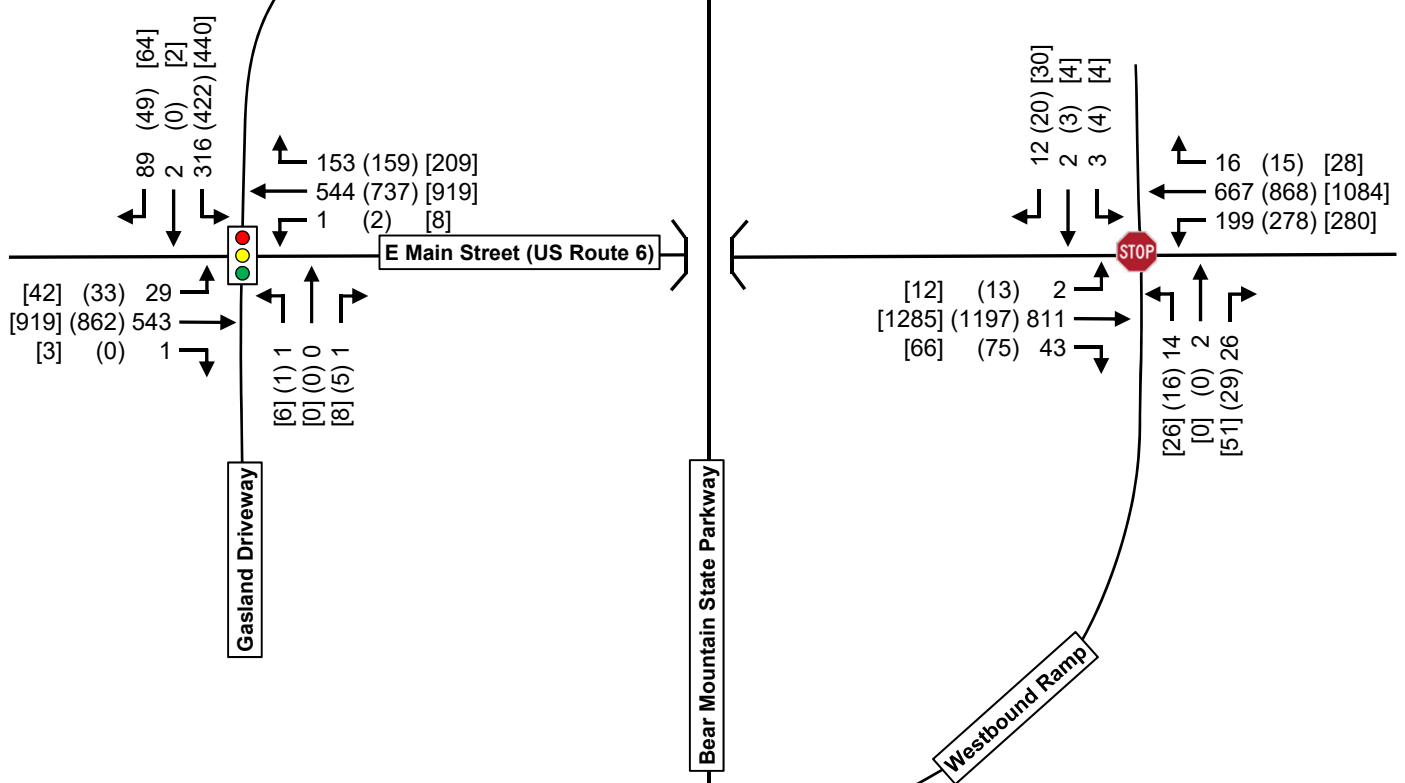 89 (49) [64]
2 (0) [2]
316 (422) [440]
153 (159) [209]
544 (737) [919]
1 (2) [8]
E Main Street (US Route 6)
[42] (33) 29
[919] (862) 543
[3] (0) 1
[6] (1) 1
[0] (0) 0
[8] (5) 1
Gasland Driveway
Bear Mountain State Parkway
12 (20) [30]
2 (3) [4]
3 (4) [4]
16 (15) [28]
667 (868) [1084]
199 (278) [280]
STOP
[12] (13) 2
[1285] (1197) 811
[66] (75) 43
[26] (16) 14
[0] (0) 2
[51] (29) 26
Westbound Ramp